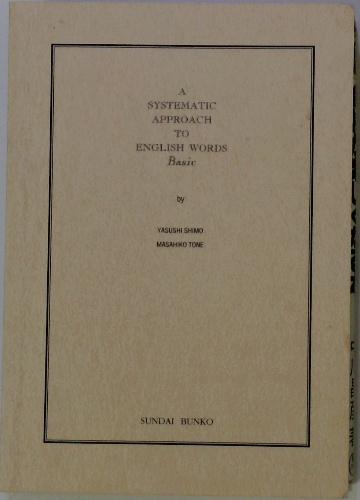 A
SYSTEMATIC
APPROACH
TO
ENGLISH WORDS
Basic
by
YASUSHI SHIMO
MASAHIKO TONE
SUNDAI BUNKO